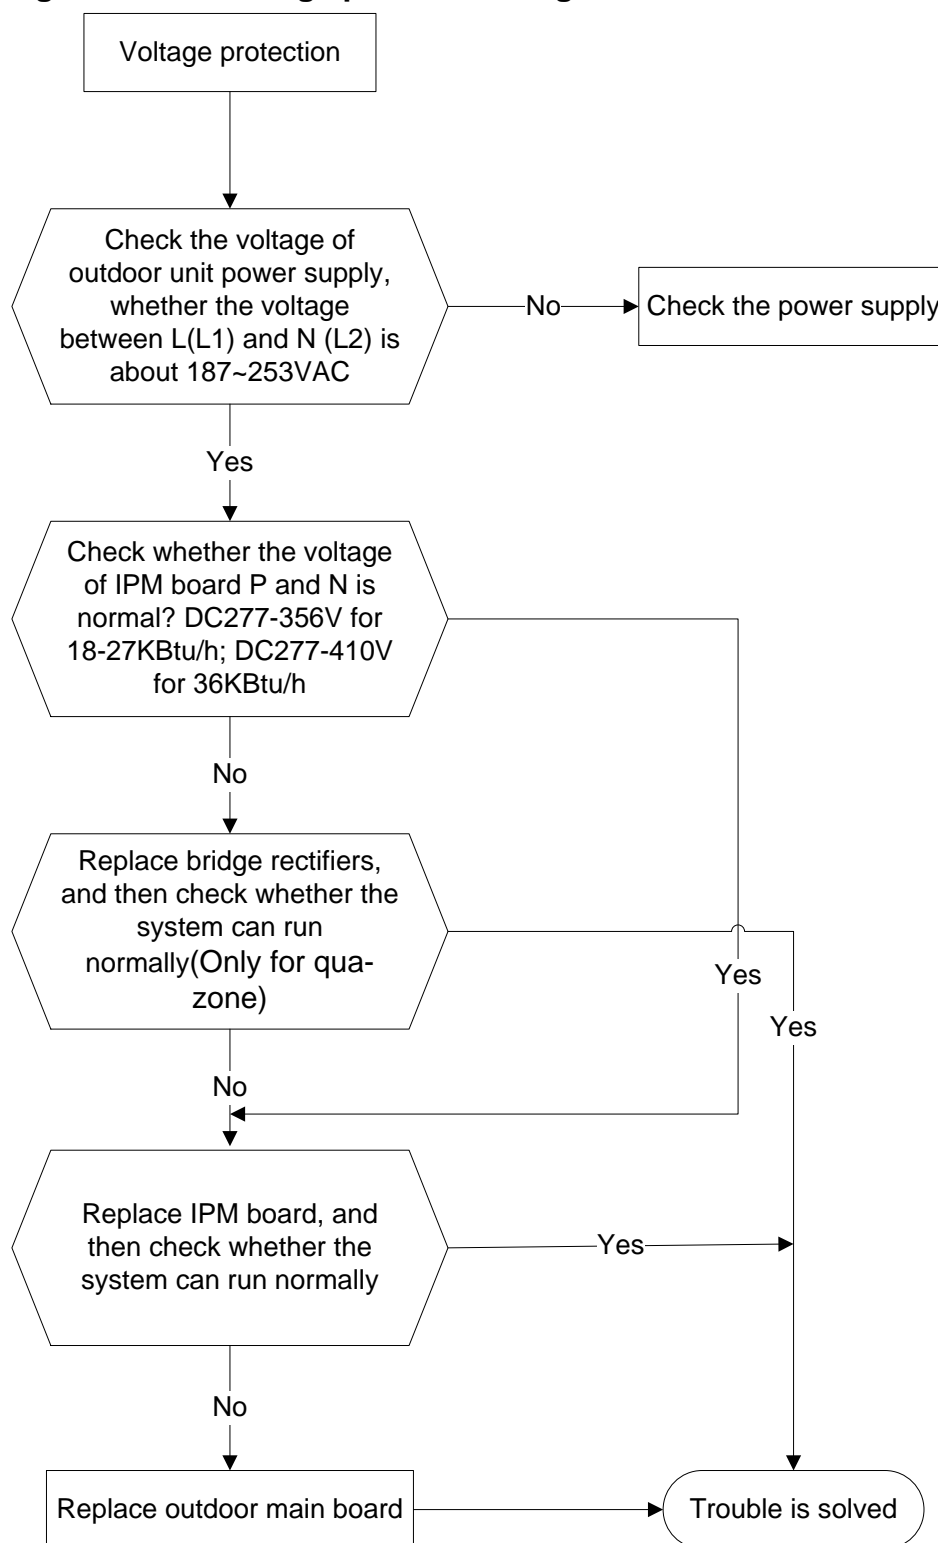 Voltage protection
Check the voltage of
outdoor unit power supply,
whether the voltage
between L(L1) and N (L2) is
about 187~253VAC
No
Check the power supply
Yes
Check whether the voltage
of IPM board P and N is
normal? DC277-356V for
18-27KBtu/h; DC277-410V
for 36KBtu/h
No
Replace bridge rectifiers,
and then check whether the
system can run
normally(Only for qua-
zone)
Yes
Yes
No
Replace IPM board, and
then check whether the
system can run normally
Yes
No
Replace outdoor main board
Trouble is solved